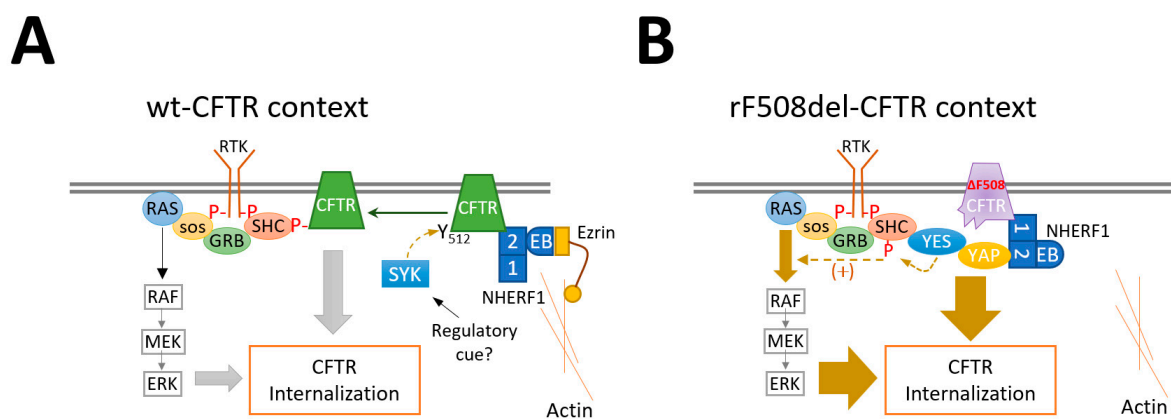 A
wt-CFTR context
RTK
RAS
sos
P-
-P
GRB
SHC
P-
CFTR
CFTR
Y512
SYK
2
1
EB
Ezrin
NHERF1
Regulatory
cue?
RAF
MEK
ERK
CFTR
Internalization
Actin
B
rF508del-CFTR context
RTK
RAS
sos
P-
-P
GRB
SHC
P
YES
YAP
ΔF508
CFTR
1
2
EB
NHERF1
(+)
RAF
MEK
ERK
CFTR
Internalization
Actin